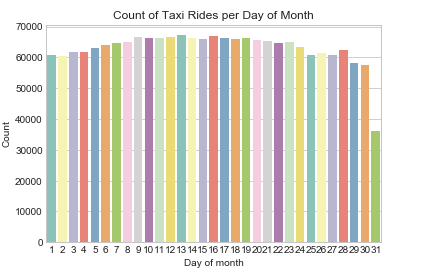 Count of Taxi Rides per Day of Month
70000
60000
50000
40000
30000
20000
10000
0
Count
1 2 3 4 5 6 7 8 9 10 11 12 13 14 15 16 17 18 19 20 21 22 23 24 25 26 27 28 29 30 31
Day of month